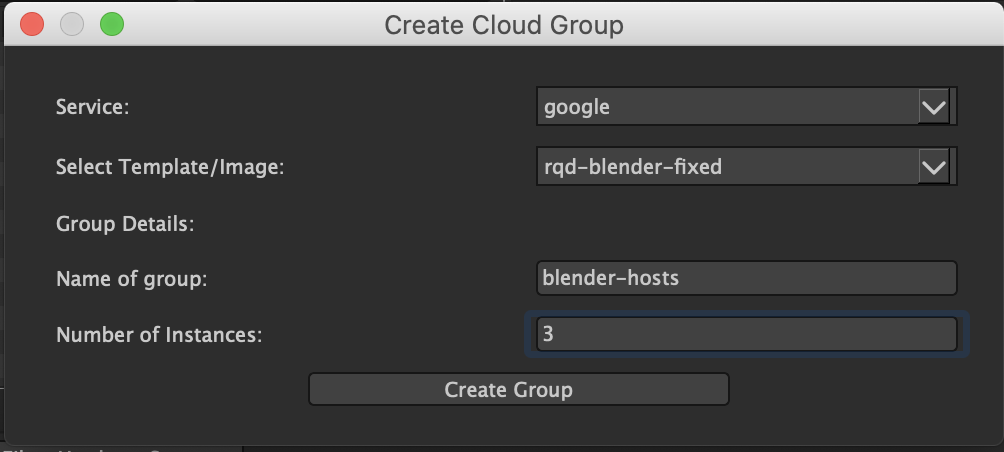 Create Cloud Group
Service: google
Select Template/Image: rqd-blender-fixed
Group Details:
Name of group: blender-hosts
Number of Instances: 3
Create Group